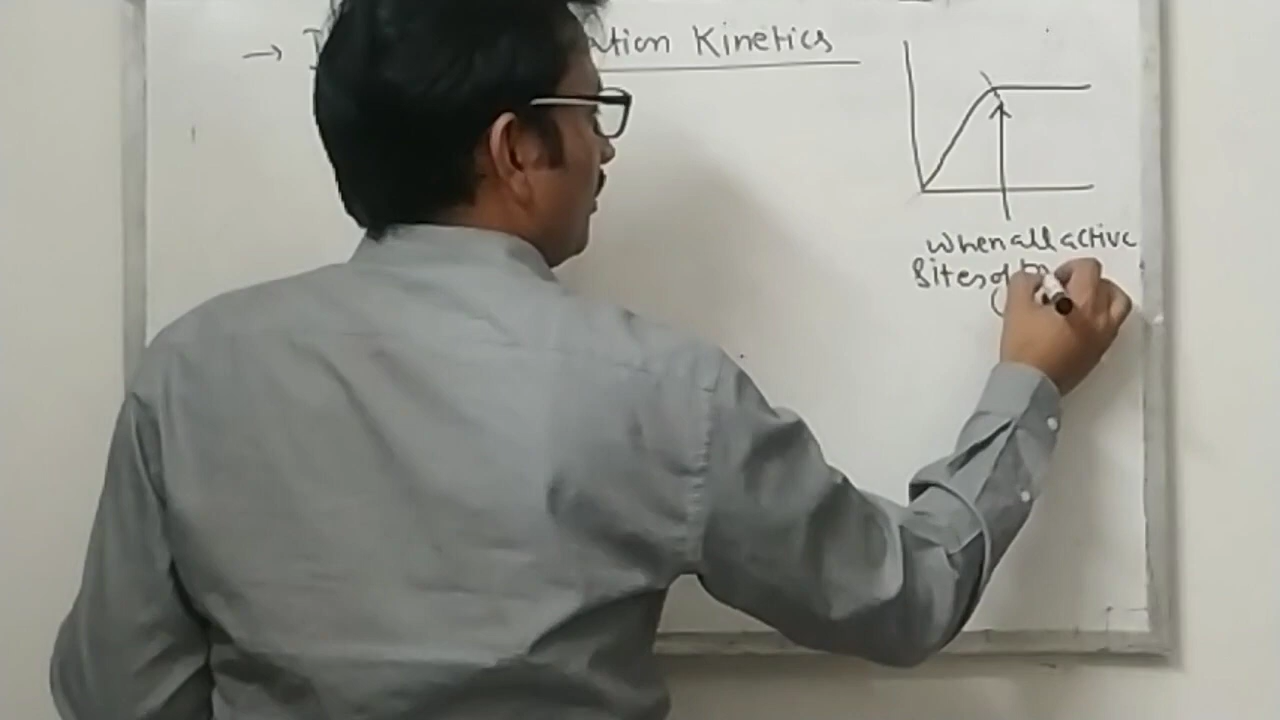 → ation Kinetics
when all active
Sites of